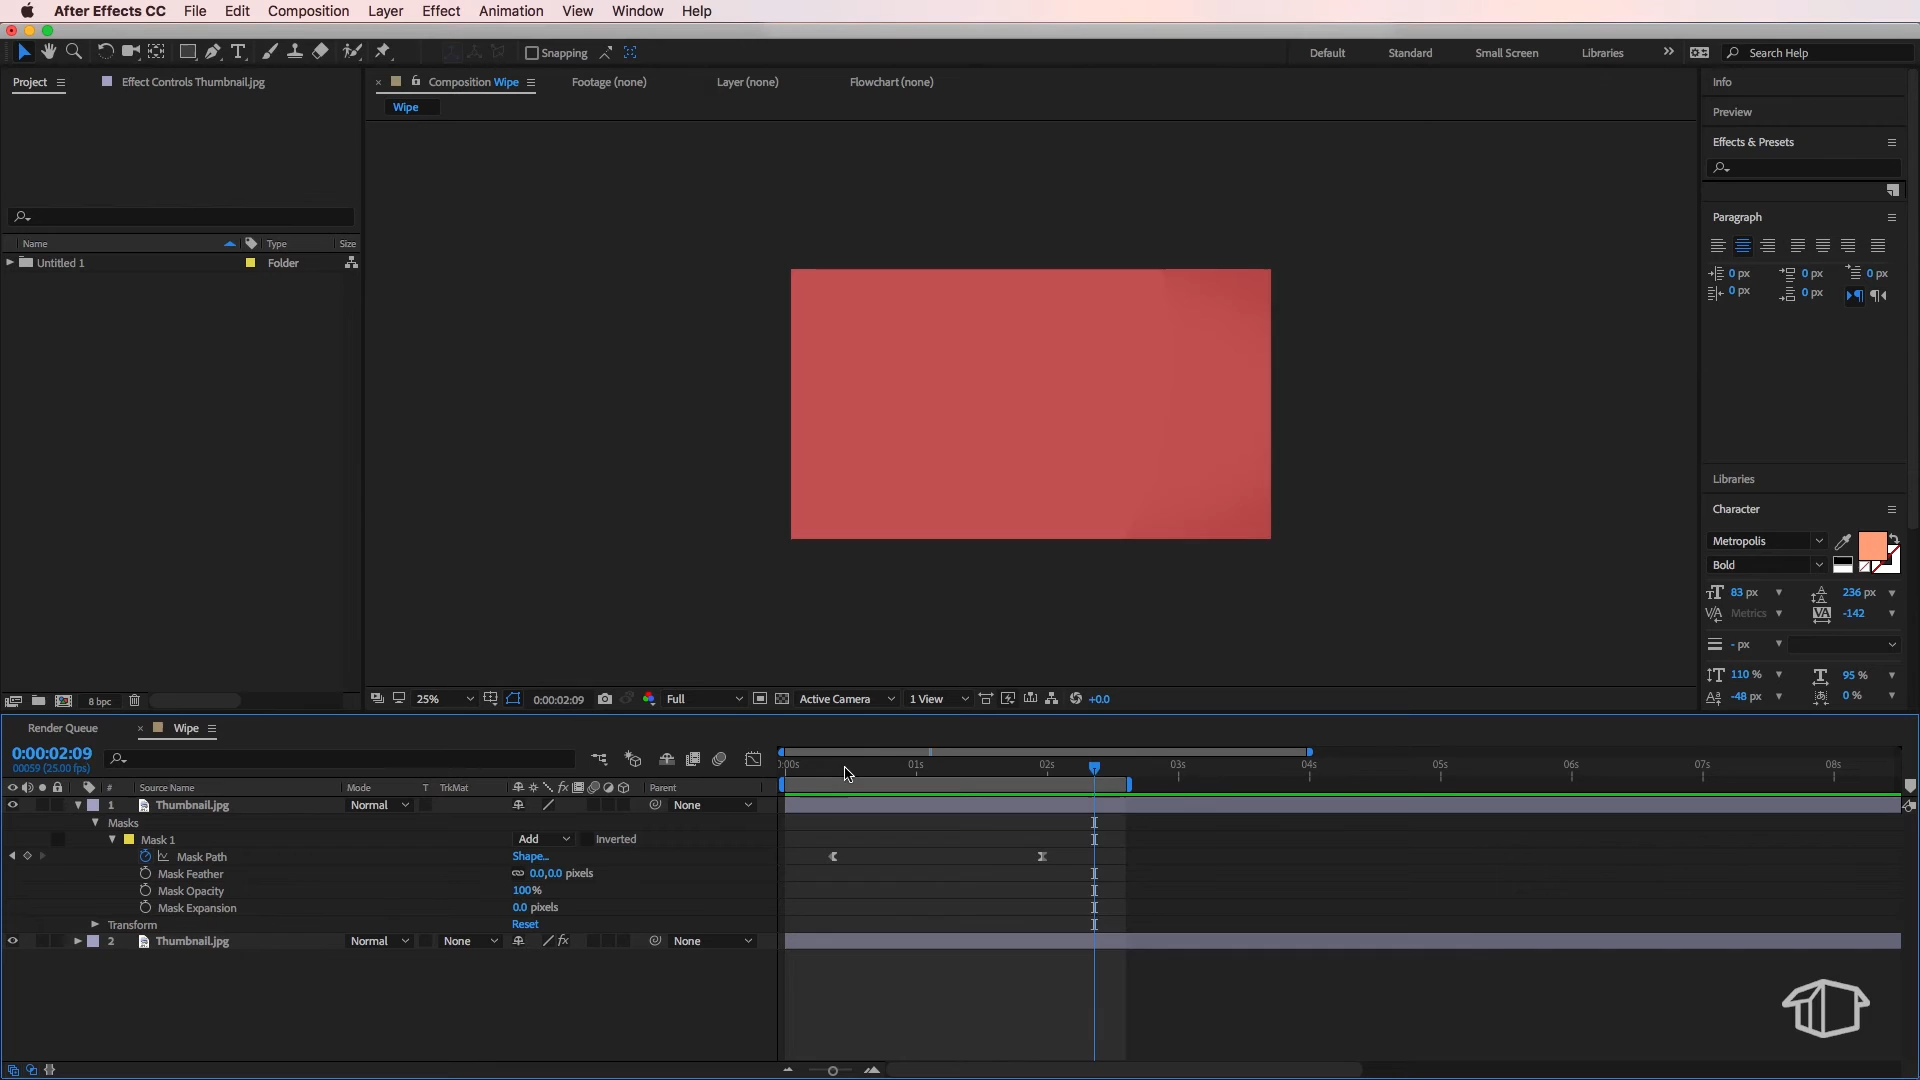 After Effects CC File Edit Composition Layer Effect Animation View Window Help
Snapping Default Standard Small Screen Libraries Search Help
Project Effect Controls Thumbnail.jpg Composition Wipe Footage (none) Layer (none) Flowchart (none) Info
Wipe Preview
Effects & Presets
Paragraph
Name Type Size
Untitled 1 Folder
0 px 0 px 0 px
0 px 0 px
Libraries
Character
Metropolis
Bold
83 px 236 px
Metrics -142
- px
110 % 95 %
-48 px 0 %
8 bpc 25% 0:00:02:09 Full Active Camera 1 View +0.0
Render Queue Wipe
0:00:02:09
00059 (25.00 fps)
:00s 01s 02s 03s 04s 05s 06s 07s 08s
# Source Name Mode T TrkMat Parent
1 Thumbnail.jpg Normal None
Masks
Mask 1 Add Inverted
Mask Path Shape...
Mask Feather 0.0,0.0 pixels
Mask Opacity 100%
Mask Expansion 0.0 pixels
Transform Reset
2 Thumbnail.jpg Normal None None